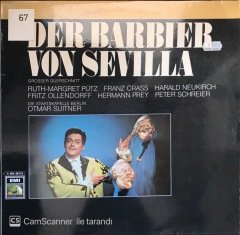 67
DER BARBIER
VON SEVILLA
GROSSER QUERSCHNITT
RUTH-MARGRET PÜTZ FRANZ CRASS HARALD NEUKIRCH
FRITZ OLLENDORFF HERMANN PREY PETER SCHREIER
DIE STAATSKAPELLE BERLIN
OTMAR SUITNER
EMI
CS CamScanner ile tarandı